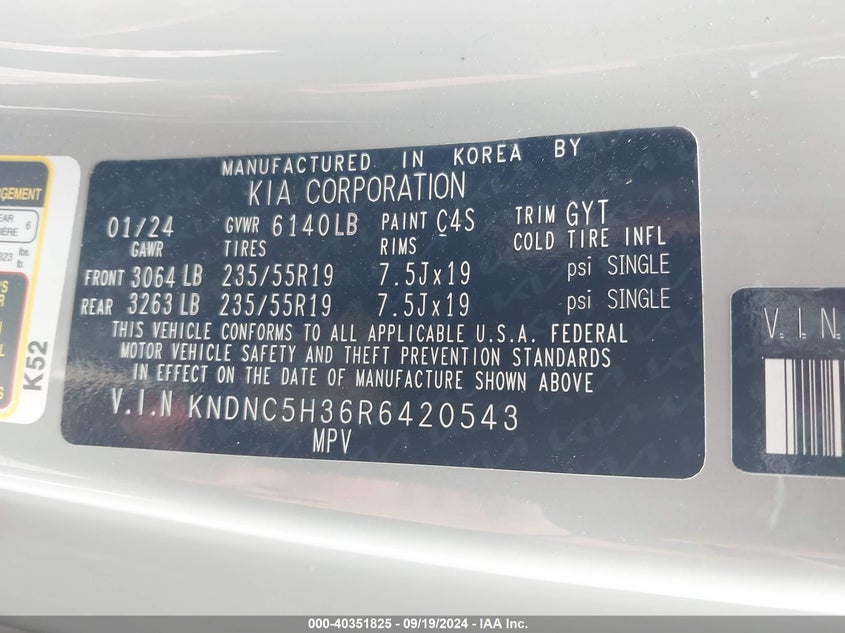 MANUFACTURED IN KOREA BY
KIA CORPORATION
01/24 GVWR 6140LB PAINT C4S TRIM GYT
GAWR TIRES RIMS COLD TIRE INFL
FRONT 3064 LB 235/55R19 7.5Jx19 psi SINGLE
REAR 3263 LB 235/55R19 7.5Jx19 psi SINGLE
THIS VEHICLE CONFORMS TO ALL APPLICABLE U.S.A. FEDERAL
MOTOR VEHICLE SAFETY AND THEFT PREVENTION STANDARDS
IN EFFECT ON THE DATE OF MANUFACTURE SHOWN ABOVE
V.I.N KNDNC5H36R6420543
MPV
K52
V.I.N.
000-40351825 - 09/19/2024 - IAA Inc.